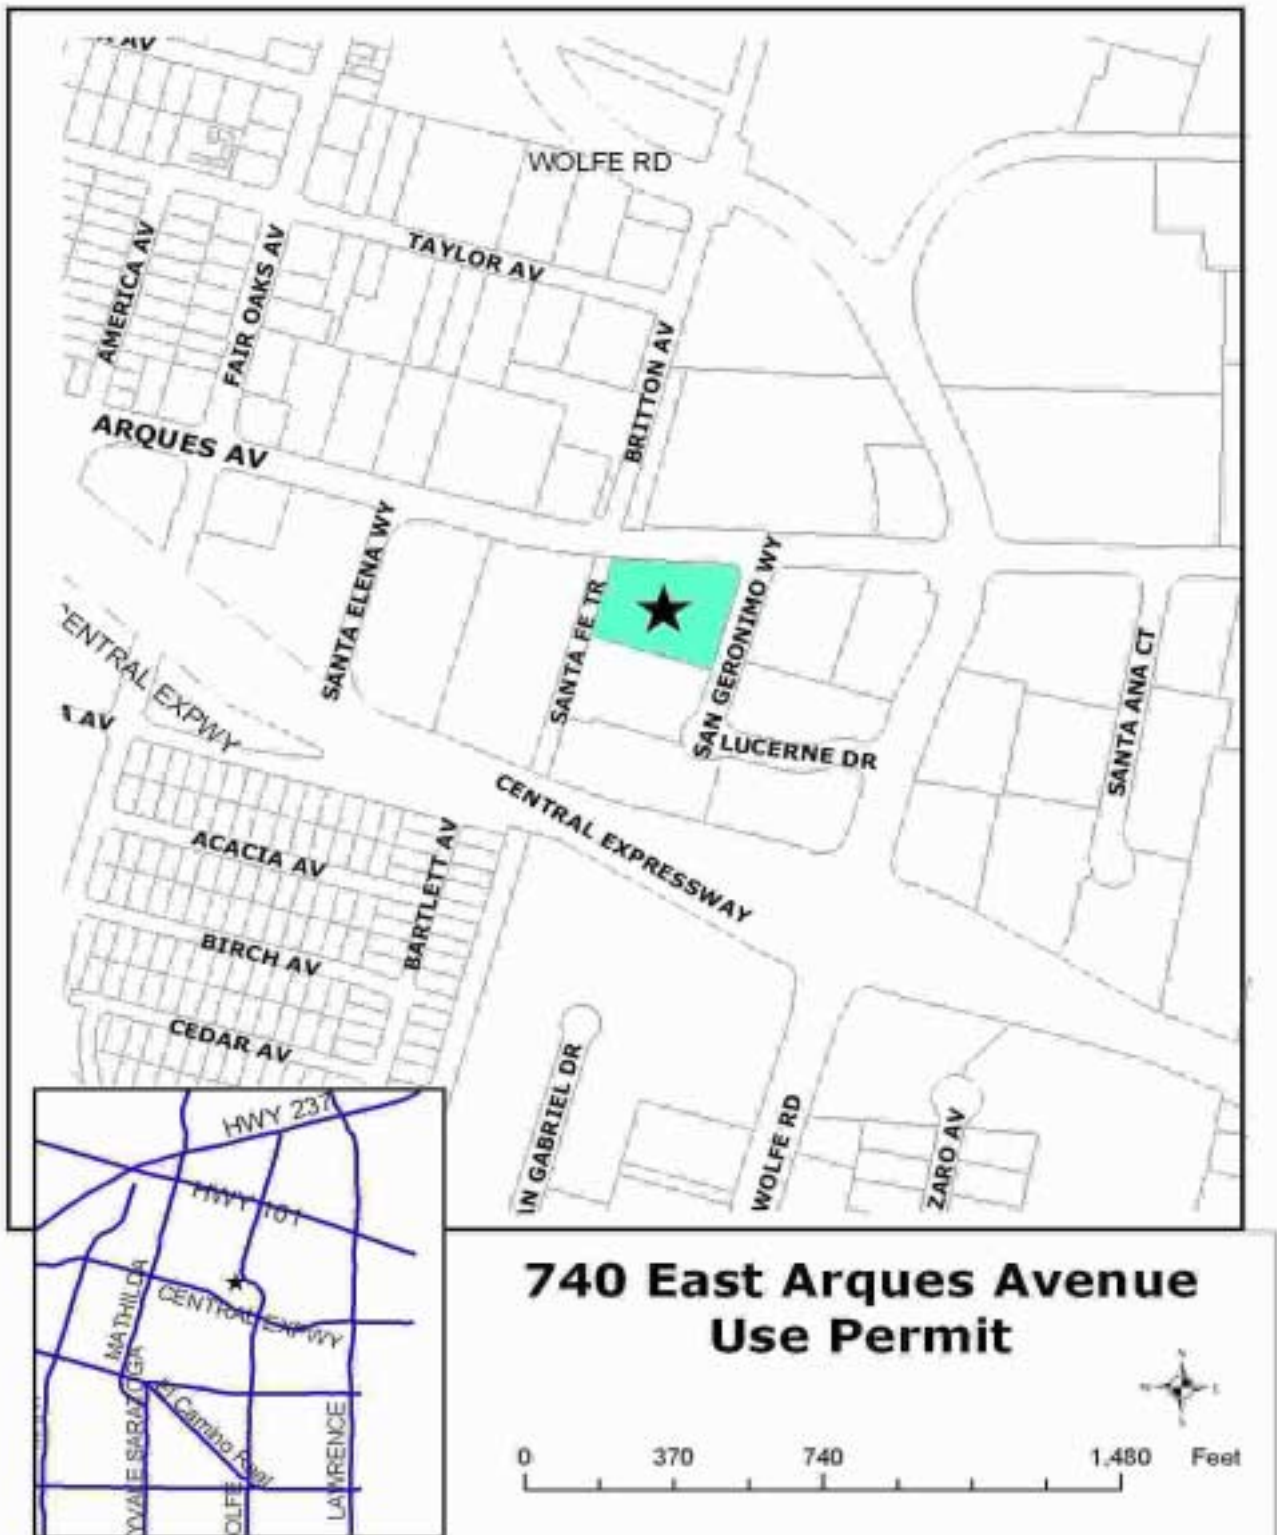 AV
WOLFE RD
TAYLOR AV
AMERICA AV
FAIR OAKS AV
BRITTON AV
ARQUES AV
SANTA ELENA WY
SANTA FE TR
SAN GERONIMO WY
SANTA ANA CT
LUCERNE DR
CENTRAL EXPWY
AV
CENTRAL EXPRESSWAY
ACACIA AV
BARTLETT AV
BIRCH AV
CEDAR AV
N GABRIEL DR
WOLFE RD
ZARO AV
HWY 237
HWY 101
MATHILDA
CENTRAL EXPWY
YVALE SARATOGA
El Camino Real
OLFE
LAWRENCE
740 East Arques Avenue
Use Permit
0 370 740 1,480 Feet